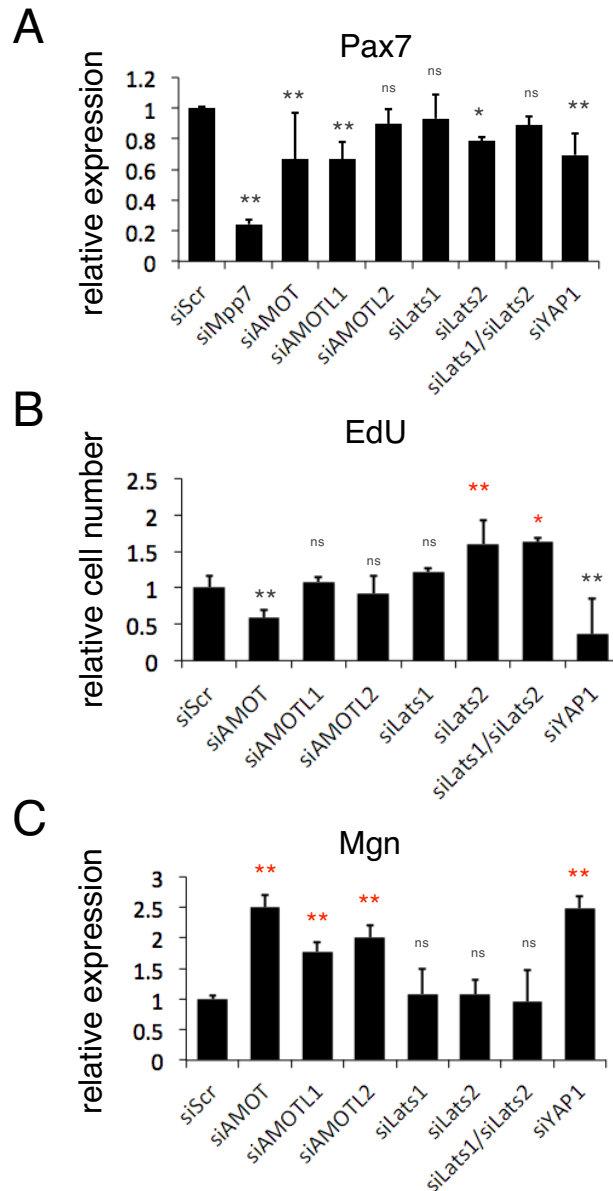 A
Pax7
relative expression
1.2
1
0.8
0.6
0.4
0.2
0
**
**
**
ns
ns
*
ns
**
siScr
siMpp7
siAMOT
siAMOTL1
siAMOTL2
siLats1
siLats2
siLats1/siLats2
siYAP1
B
EdU
relative cell number
2.5
2
1.5
1
0.5
0
**
ns
ns
ns
**
*
**
siScr
siAMOT
siAMOTL1
siAMOTL2
siLats1
siLats2
siLats1/siLats2
siYAP1
C
Mgn
relative expression
3
2.5
2
1.5
1
0.5
0
**
**
**
ns
ns
ns
**
siScr
siAMOT
siAMOTL1
siAMOTL2
siLats1
siLats2
siLats1/siLats2
siYAP1